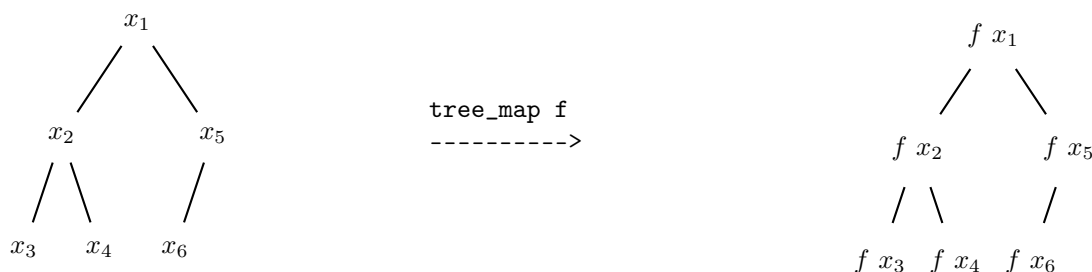 x₁
x₂ x₅
x₃ x₄ x₆
tree_map f
---------->
f x₁
f x₂ f x₅
f x₃ f x₄ f x₆